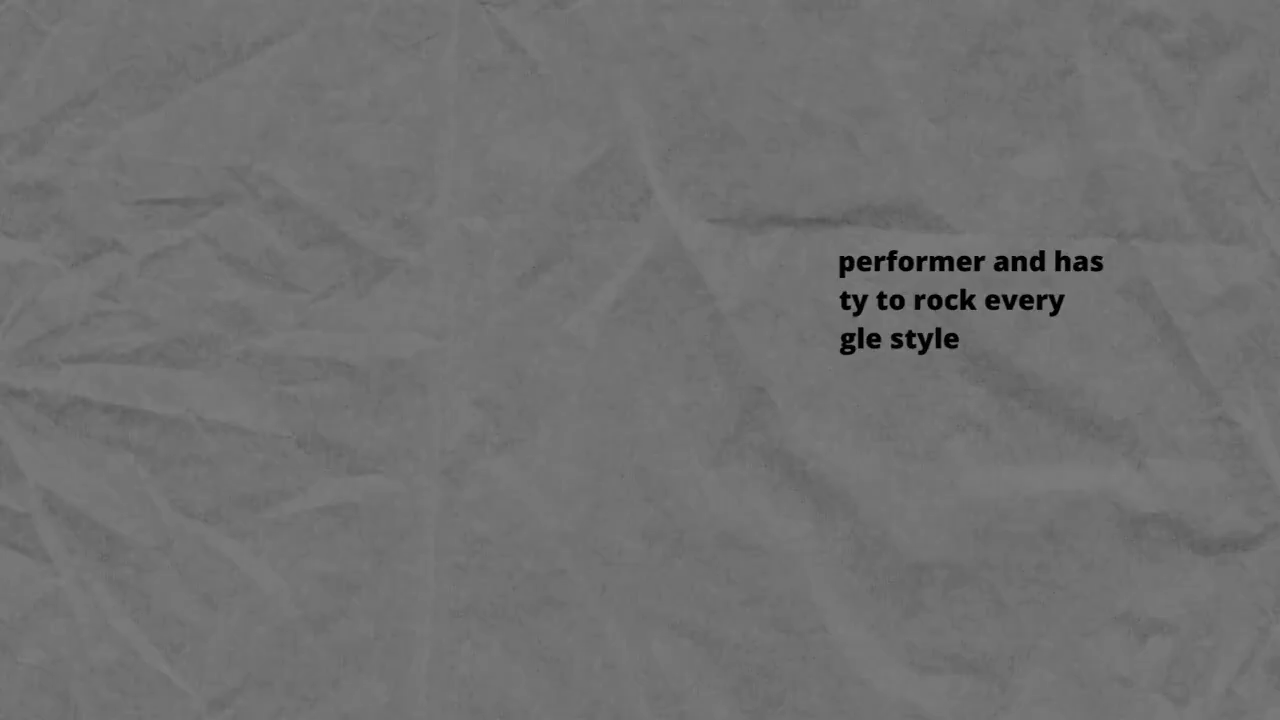 performer and has
ty to rock every
gle style